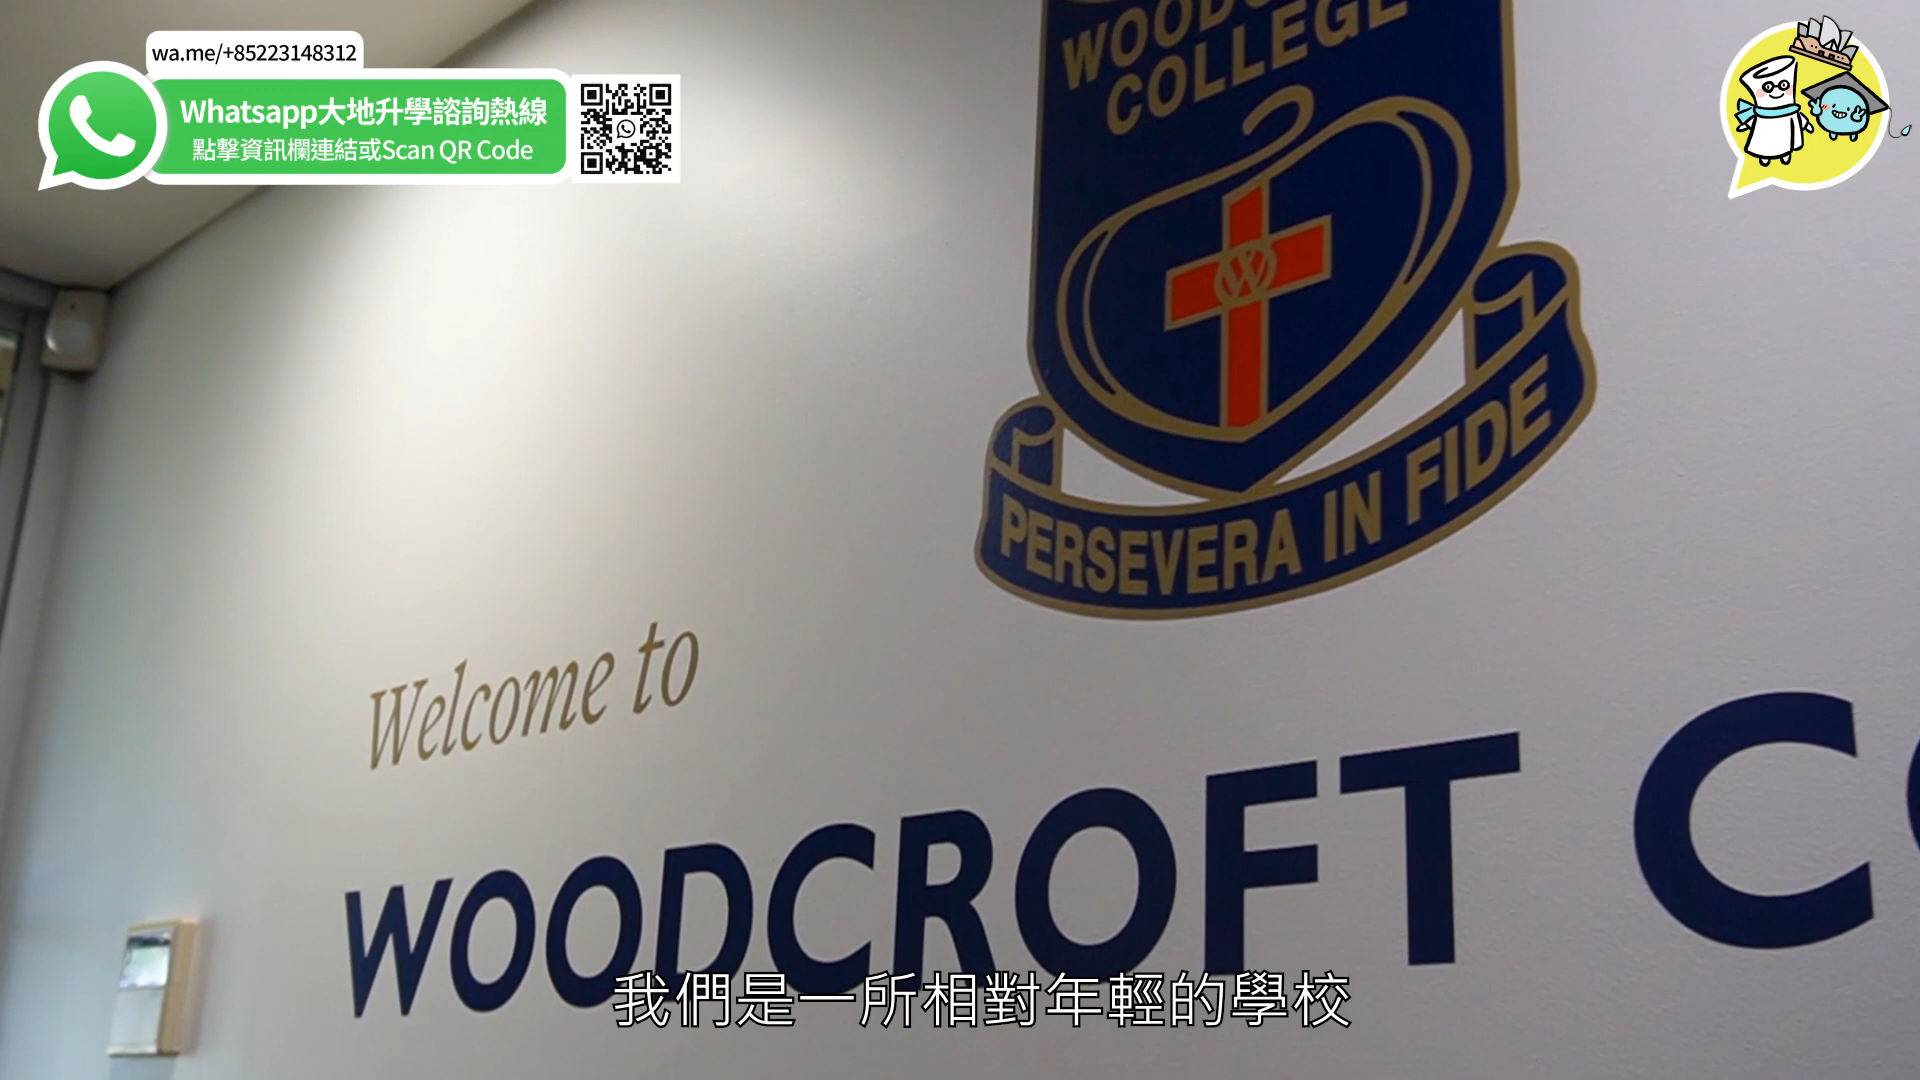 wa.me/+85223148312
Whatsapp大地升學諮詢熱線
點擊資訊欄連結或Scan QR Code
COLLEGE
W
PERSEVERA IN FIDE
Welcome to
WOODCROFT
我們是一所相對年輕的學校